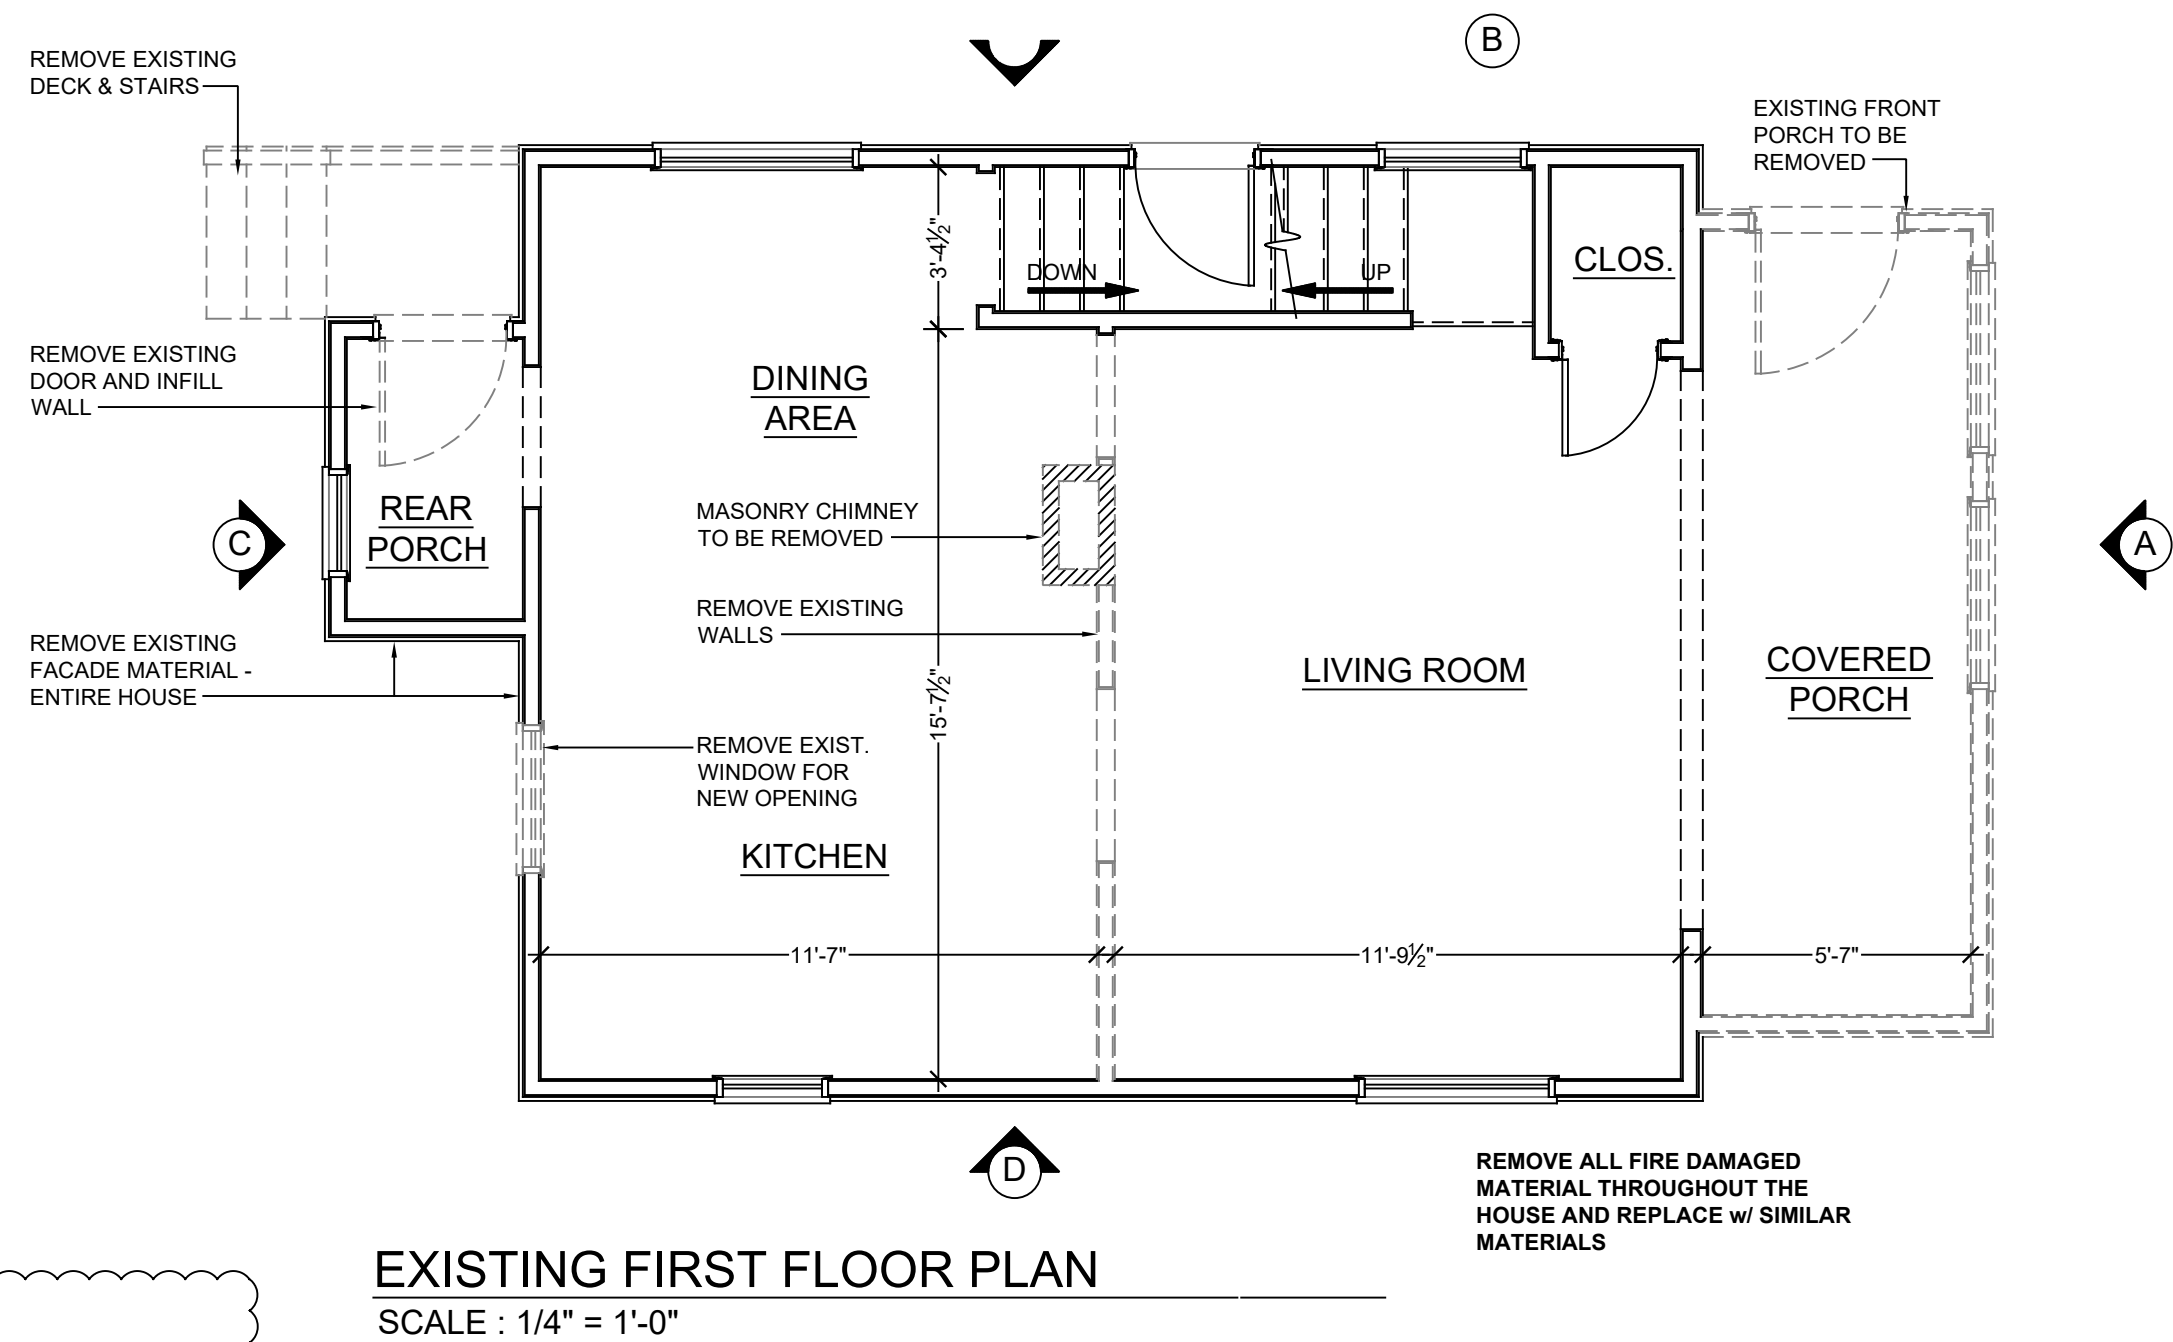 REMOVE EXISTING
DECK & STAIRS
B
EXISTING FRONT
PORCH TO BE
REMOVED
3'-4½"
DOWN
UP
CLOS.
REMOVE EXISTING
DOOR AND INFILL
WALL
DINING
AREA
REAR
PORCH
C
MASONRY CHIMNEY
TO BE REMOVED
A
REMOVE EXISTING
WALLS
REMOVE EXISTING
FACADE MATERIAL -
ENTIRE HOUSE
LIVING ROOM
COVERED
PORCH
15'-7½"
REMOVE EXIST.
WINDOW FOR
NEW OPENING
KITCHEN
11'-7"
11'-9½"
5'-7"
D
REMOVE ALL FIRE DAMAGED
MATERIAL THROUGHOUT THE
HOUSE AND REPLACE w/ SIMILAR
MATERIALS
EXISTING FIRST FLOOR PLAN
SCALE : 1/4" = 1'-0"